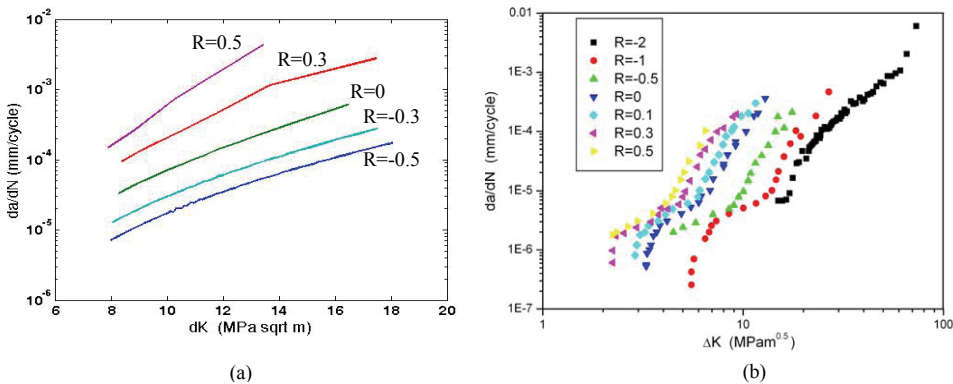 (a)
10^-2
10^-3
10^-4
10^-5
10^-6
da/dN (mm/cycle)
R=0.5
R=0.3
R=0
R=-0.3
R=-0.5
6 8 10 12 14 16 18 20
dK (MPa sqrt m)
(a)
0.01
1E-3
1E-4
1E-5
1E-6
1E-7
da/dN (mm/cycle)
R=-2
R=-1
R=-0.5
R=0
R=0.1
R=0.3
R=0.5
1 10 100
ΔK (MPam^0.5)
(b)